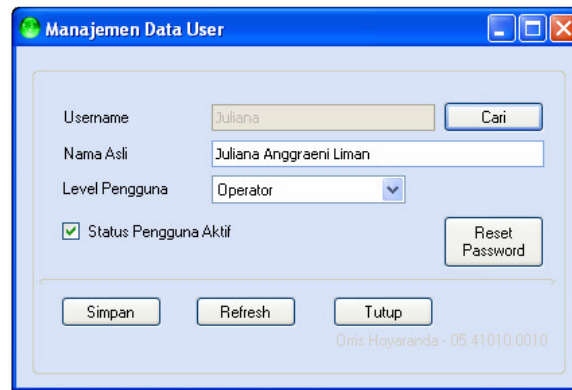 Manajemen Data User
Username Juliana Cari
Nama Asli Juliana Anggraeni Liman
Level Pengguna Operator
Status Pengguna Aktif Reset Password
Simpan Refresh Tutup
Orris Hoyaranda - 05.41010.0010